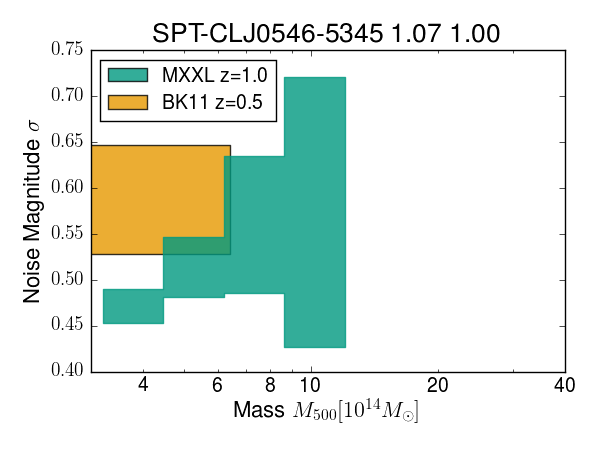 SPT-CLJ0546-5345 1.07 1.00
MXXL z=1.0
BK11 z=0.5
Noise Magnitude σ
0.75
0.70
0.65
0.60
0.55
0.50
0.45
0.40
4 6 8 10 20 40
Mass M₅₀₀[10¹⁴M☉]